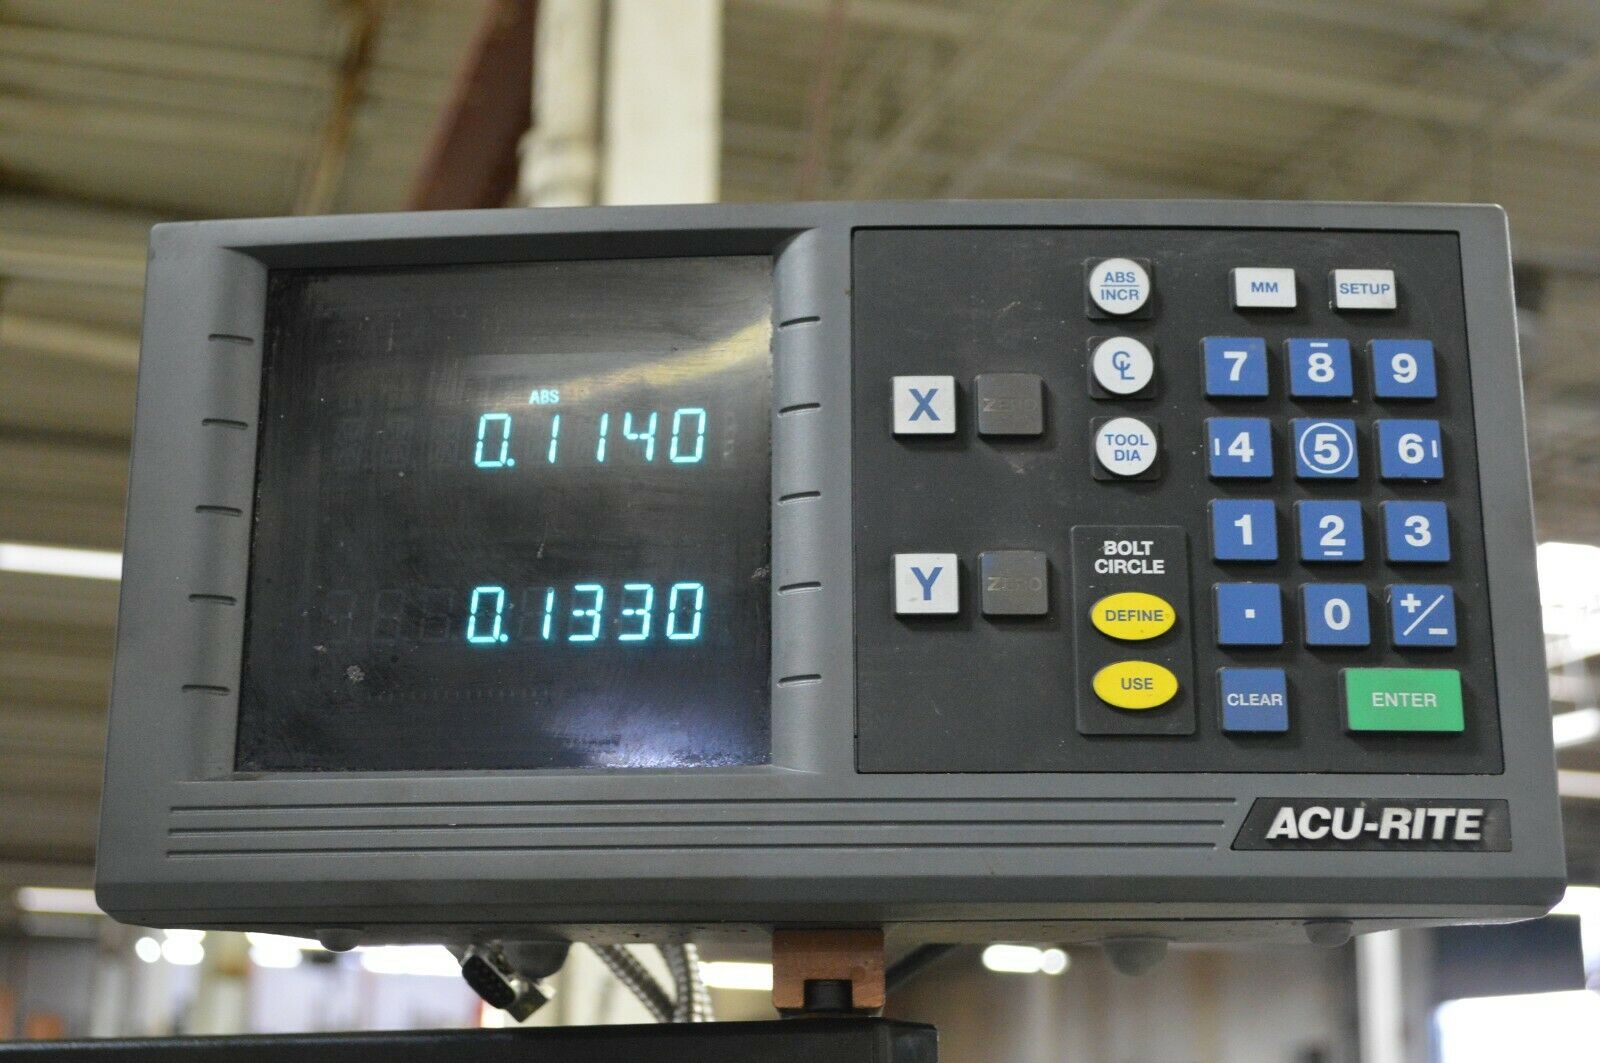 ABS
0.1140
0.1330
X ZERO
Y ZERO
ABS
INCR
℄
TOOL
DIA
BOLT
CIRCLE
DEFINE
USE
MM SETUP
7 8 9
4 5 6
1 2 3
. 0 +/-
CLEAR ENTER
ACU-RITE